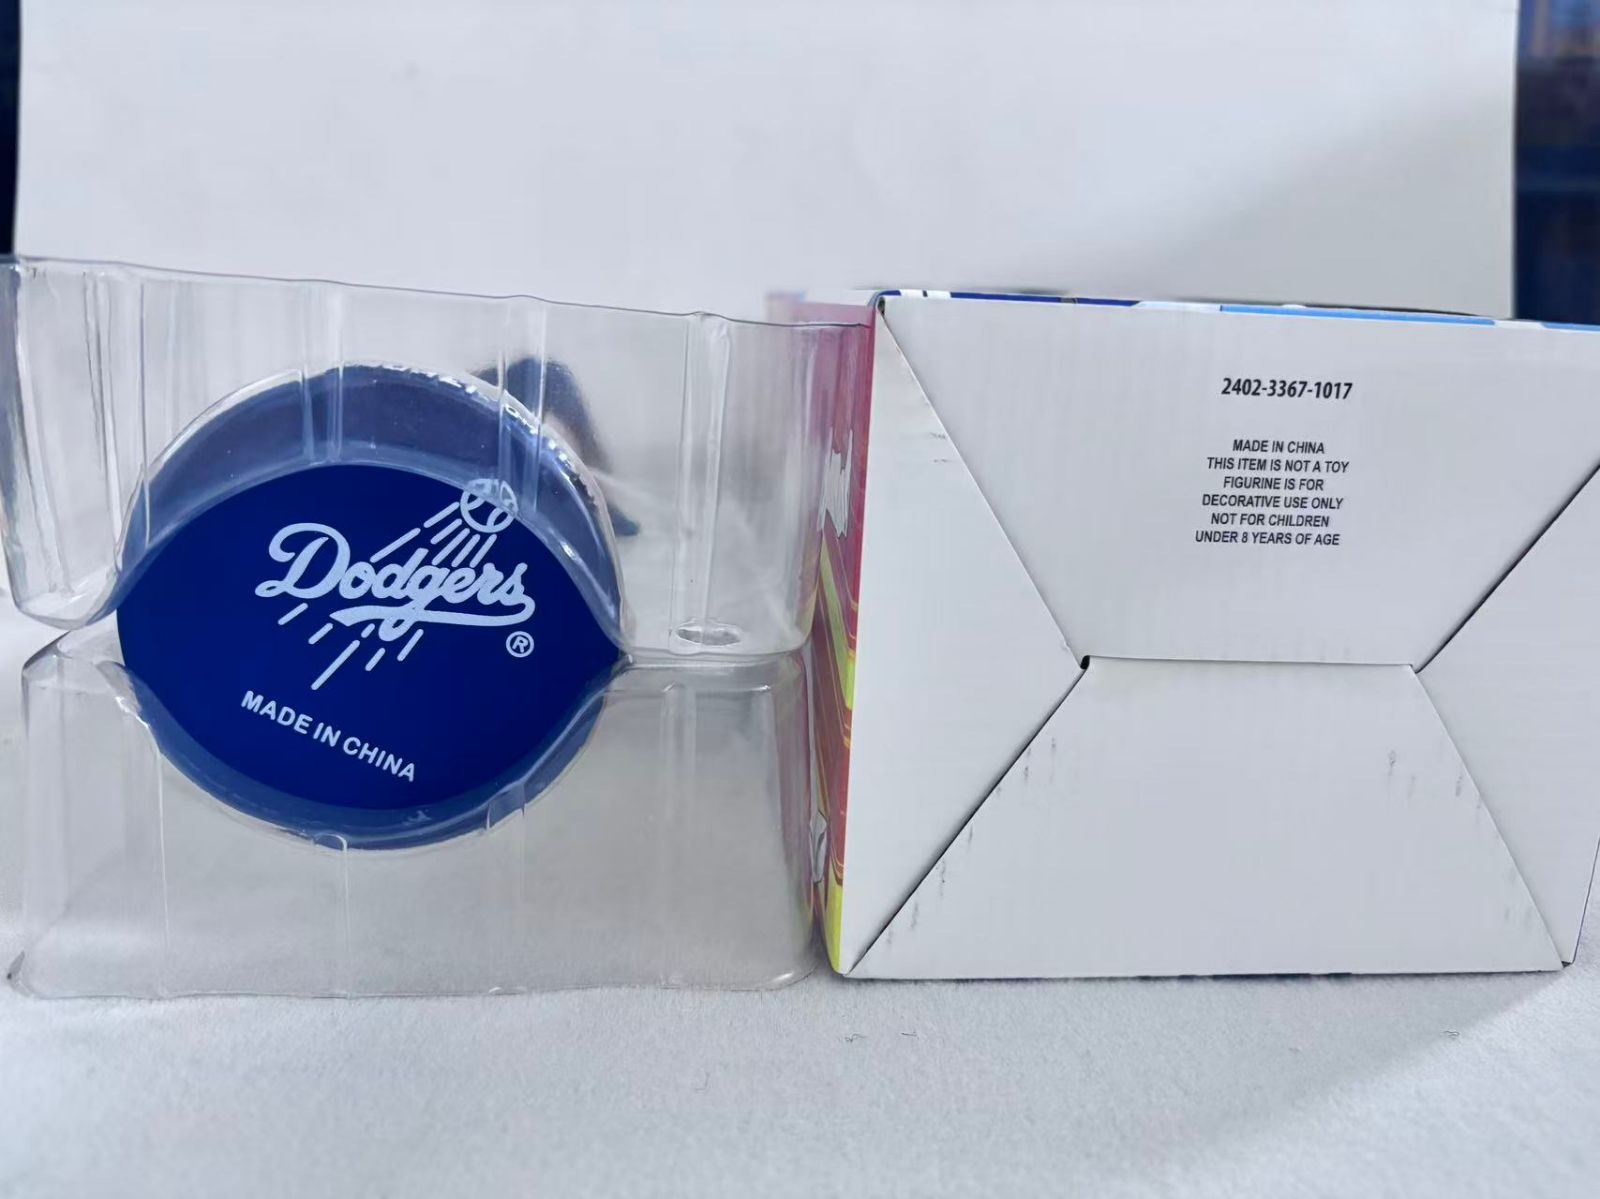 Dodgers
®
MADE IN CHINA
2402-3367-1017
MADE IN CHINA
THIS ITEM IS NOT A TOY
FIGURINE IS FOR
DECORATIVE USE ONLY
NOT FOR CHILDREN
UNDER 8 YEARS OF AGE